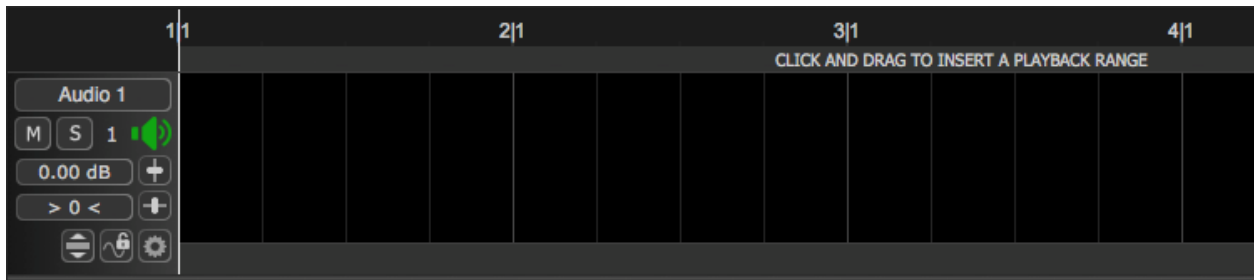 1|1 2|1 3|1 4|1
CLICK AND DRAG TO INSERT A PLAYBACK RANGE
Audio 1
M S 1
0.00 dB
> 0 <